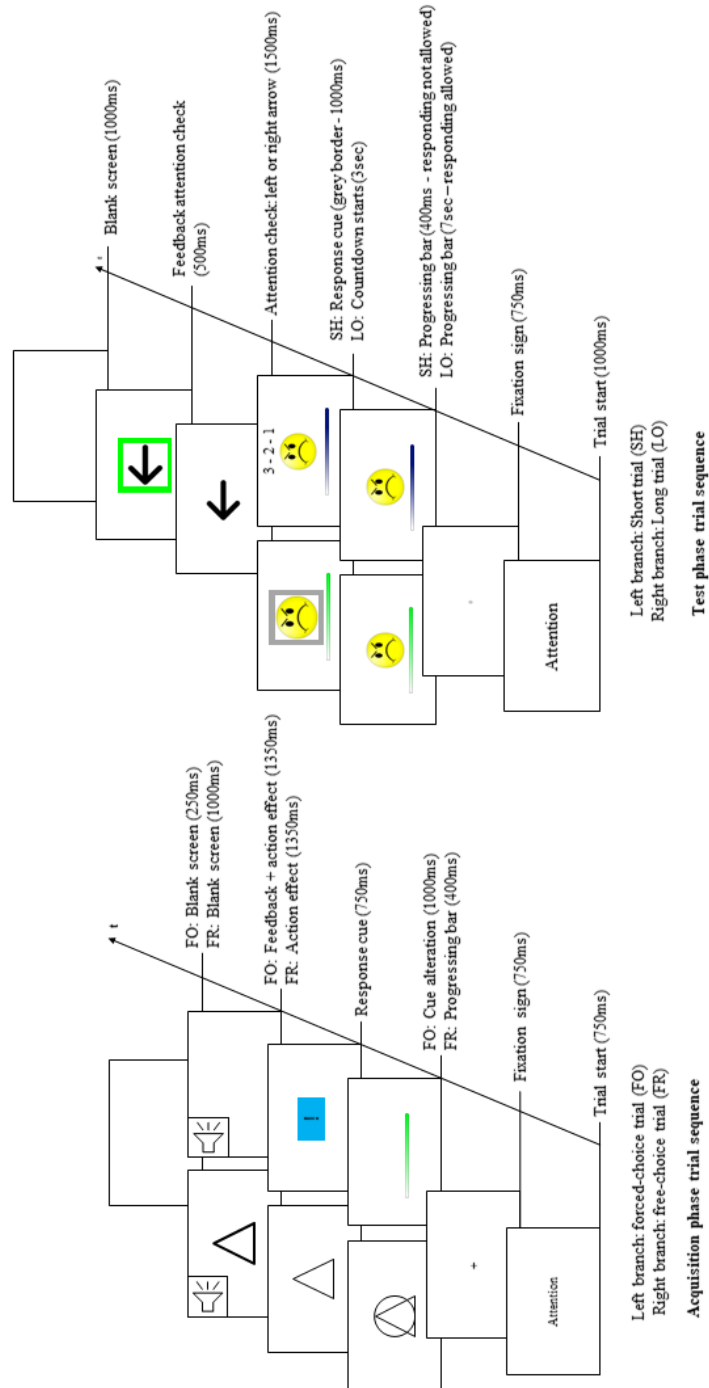 t
FO: Blank screen (250ms)
FR: Blank screen (1000ms)
FO: Feedback + action effect (1350ms)
FR: Action effect (1350ms)
!
Response cue (750ms)
FO: Cue alteration (1000ms)
FR: Progressing bar (400ms)
+
Fixation sign (750ms)
Attention
Trial start (750ms)
Left branch: forced-choice trial (FO)
Right branch: free-choice trial (FR)
Acquisition phase trial sequence
t
Blank screen (1000ms)
Feedback attention check
(500ms)
Attention check: left or right arrow (1500ms)
3 - 2 - 1
SH: Response cue (grey border - 1000ms)
LO: Countdown starts (3sec)
SH: Progressing bar (400ms - responding not allowed)
LO: Progressing bar (7sec – responding allowed)
Fixation sign (750ms)
Attention
Trial start (1000ms)
Left branch: Short trial (SH)
Right branch: Long trial (LO)
Test phase trial sequence